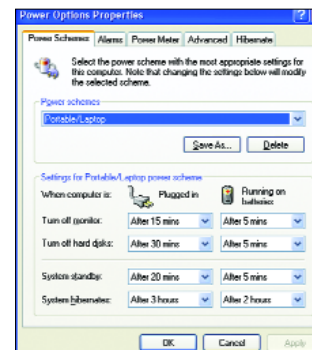 Power Options Properties
Power Schemes Alarms Power Meter Advanced Hibernate
Select the power scheme with the most appropriate settings for
this computer. Note that changing the settings below will modify
the selected scheme.
Power schemes
Portable/Laptop
Save As... Delete
Settings for Portable/Laptop power scheme
When computer is: Plugged in Running on batteries
Turn off monitor: After 15 mins After 5 mins
Turn off hard disks: After 30 mins After 5 mins
System standby: After 20 mins After 5 mins
System hibernates: After 3 hours After 2 hours
OK Cancel Apply